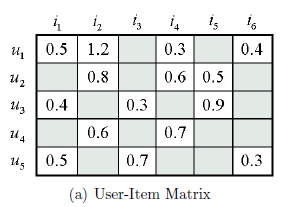 i1 i2 i3 i4 i5 i6
u1 0.5 1.2 0.3 0.4
u2 0.8 0.6 0.5
u3 0.4 0.3 0.9
u4 0.6 0.7
u5 0.5 0.7 0.3
(a) User-Item Matrix